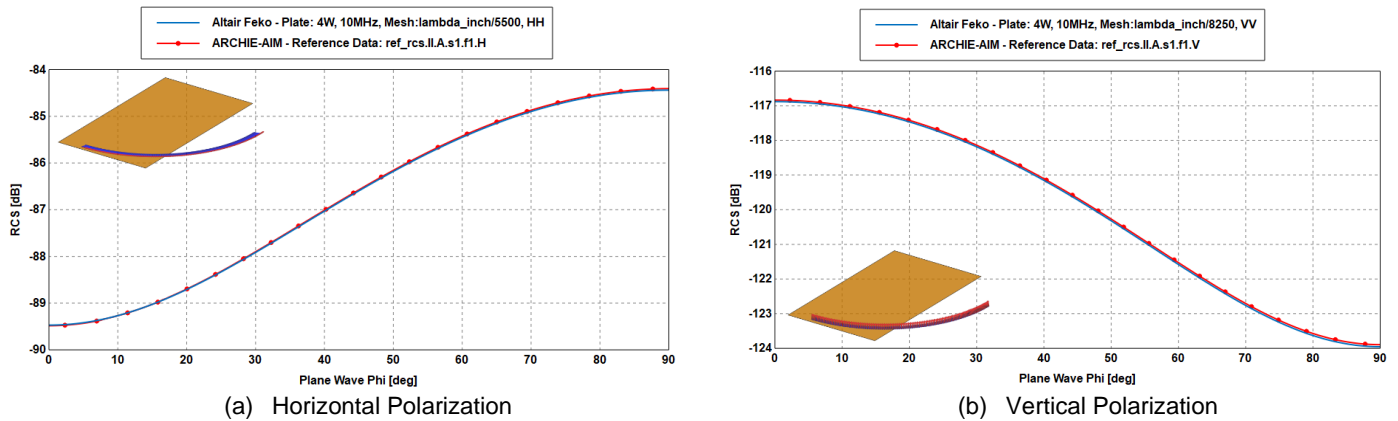 Altair Feko - Plate: 4W, 10MHz, Mesh:lambda_inch/5500, HH
ARCHIE-AIM - Reference Data: ref_rcs.II.A.s1.f1.H
-84
-85
-86
-87
-88
-89
-90
RCS [dB]
0 10 20 30 40 50 60 70 80 90
Plane Wave Phi [deg]
(a) Horizontal Polarization
Altair Feko - Plate: 4W, 10MHz, Mesh:lambda_inch/8250, VV
ARCHIE-AIM - Reference Data: ref_rcs.II.A.s1.f1.V
-116
-117
-118
-119
-120
-121
-122
-123
-124
RCS [dB]
0 10 20 30 40 50 60 70 80 90
Plane Wave Phi [deg]
(b) Vertical Polarization